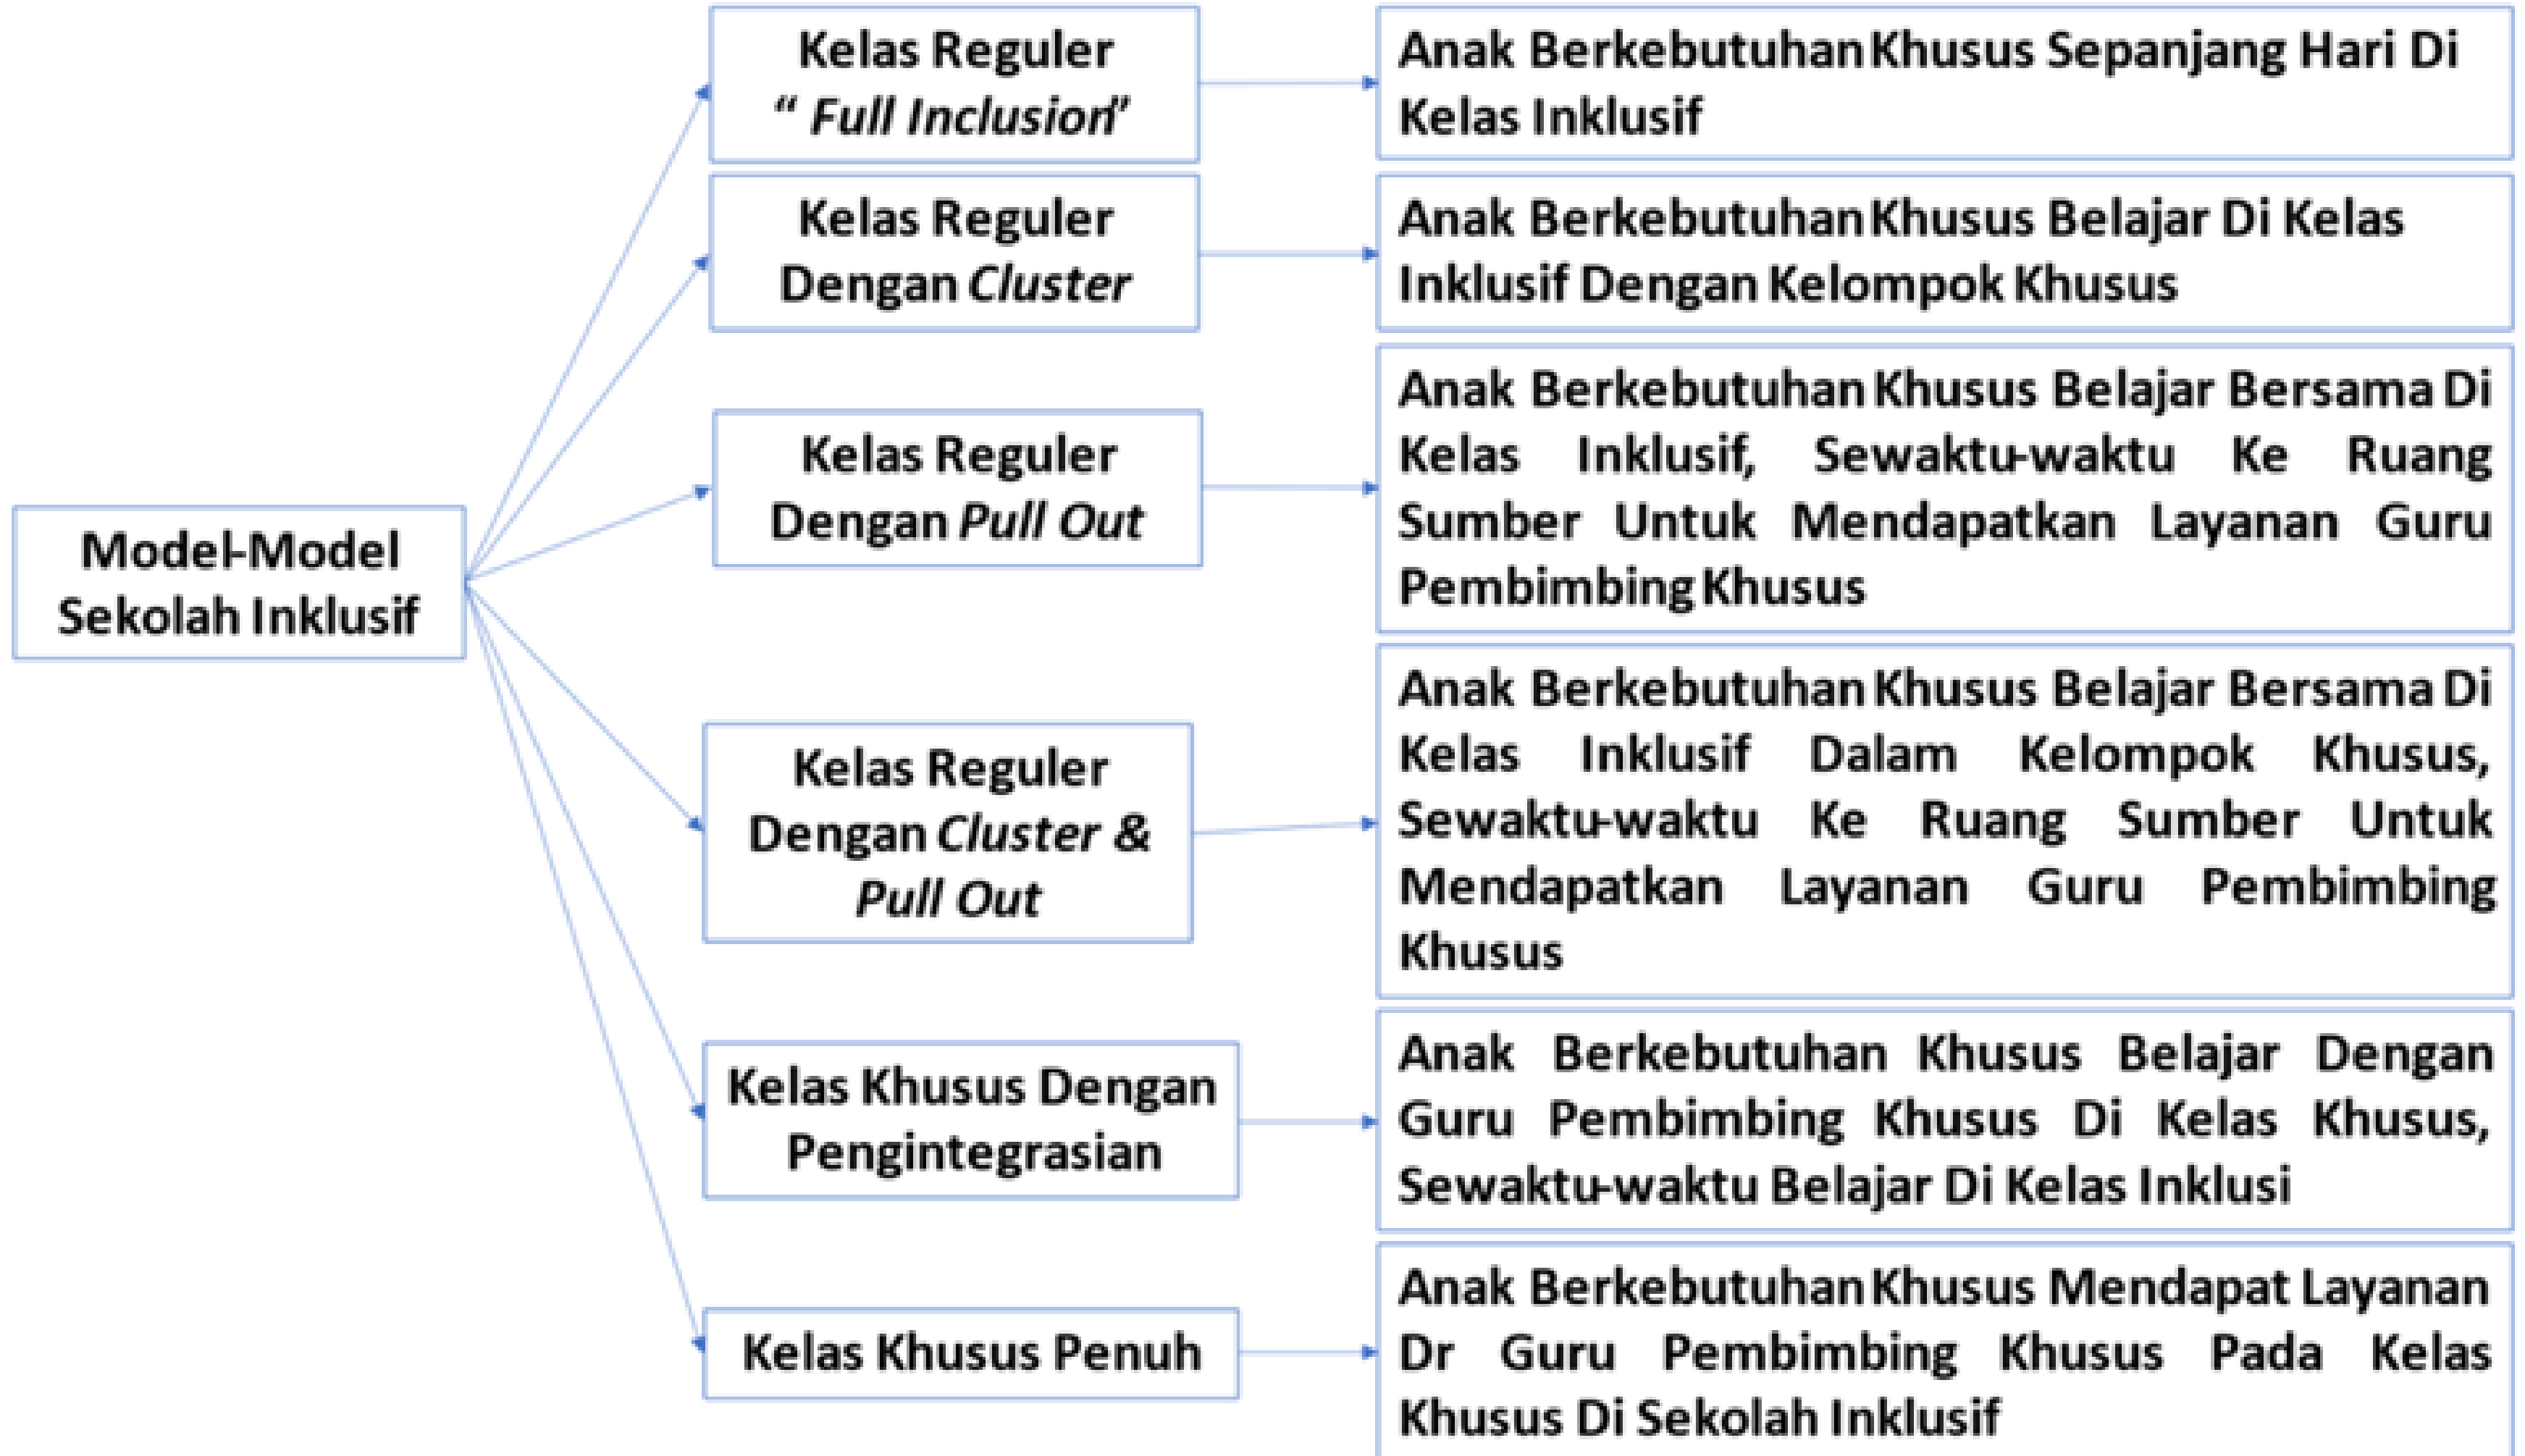 Model-Model
Sekolah Inklusif
Kelas Reguler
“ Full Inclusion”
Anak Berkebutuhan Khusus Sepanjang Hari Di
Kelas Inklusif
Kelas Reguler
Dengan Cluster
Anak Berkebutuhan Khusus Belajar Di Kelas
Inklusif Dengan Kelompok Khusus
Kelas Reguler
Dengan Pull Out
Anak Berkebutuhan Khusus Belajar Bersama Di
Kelas Inklusif, Sewaktu-waktu Ke Ruang
Sumber Untuk Mendapatkan Layanan Guru
Pembimbing Khusus
Kelas Reguler
Dengan Cluster &
Pull Out
Anak Berkebutuhan Khusus Belajar Bersama Di
Kelas Inklusif Dalam Kelompok Khusus,
Sewaktu-waktu Ke Ruang Sumber Untuk
Mendapatkan Layanan Guru Pembimbing
Khusus
Kelas Khusus Dengan
Pengintegrasian
Anak Berkebutuhan Khusus Belajar Dengan
Guru Pembimbing Khusus Di Kelas Khusus,
Sewaktu-waktu Belajar Di Kelas Inklusi
Kelas Khusus Penuh
Anak Berkebutuhan Khusus Mendapat Layanan
Dr Guru Pembimbing Khusus Pada Kelas
Khusus Di Sekolah Inklusif